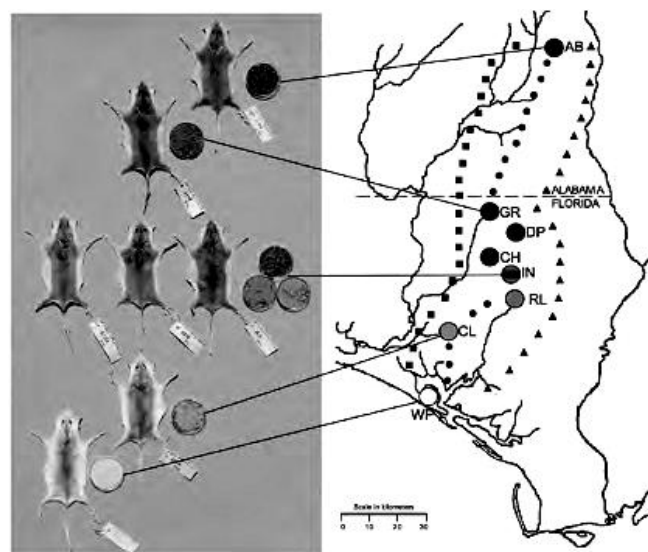 AB
ALABAMA
FLORIDA
GR
DP
CH
IN
RL
CL
WP
Scale in kilometers
0 10 20 30